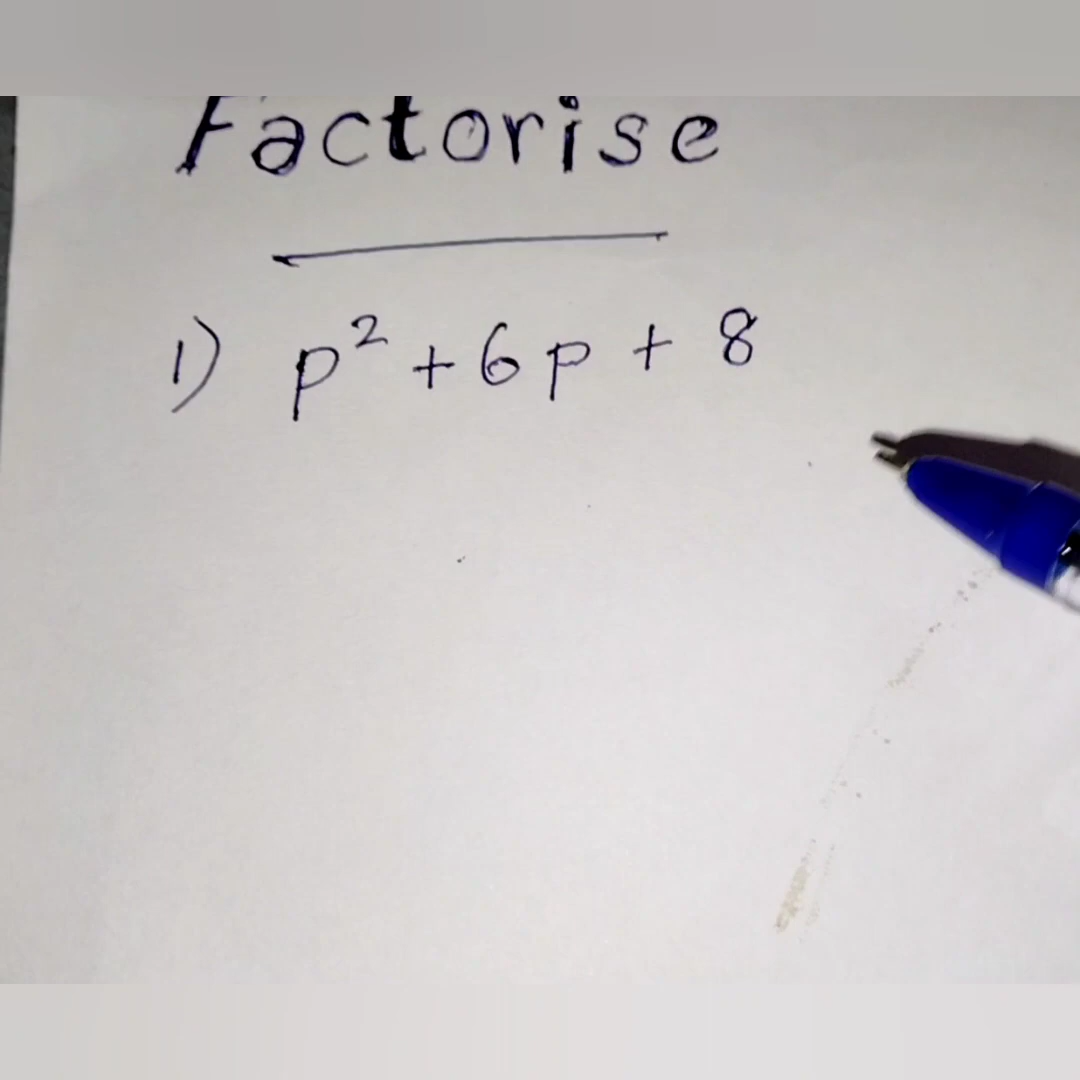 Factorise
1) p² + 6p + 8